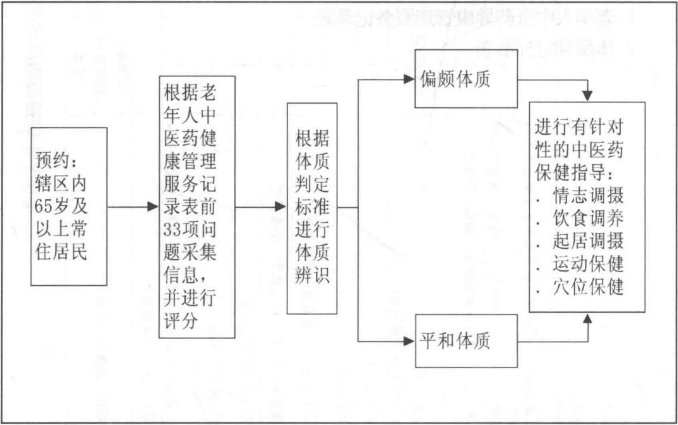 预约：
辖区内
65岁及
以上常
住居民
根据老
年人中
医药健
康管理
服务记
录表前
33项问
题采集
信息，
并进行
评分
根据
体质
判定
标准
进行
体质
辨识
偏颇体质
平和体质
进行有针对
性的中医药
保健指导：
．情志调摄
．饮食调养
．起居调摄
．运动保健
．穴位保健